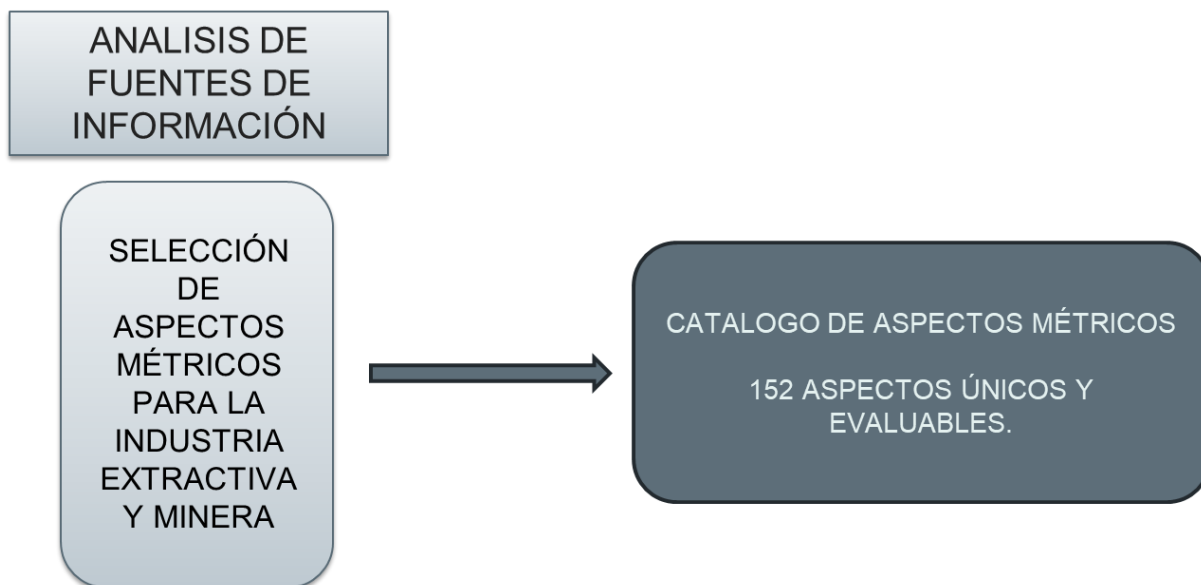 ANALISIS DE
FUENTES DE
INFORMACIÓN
SELECCIÓN
DE
ASPECTOS
MÉTRICOS
PARA LA
INDUSTRIA
EXTRACTIVA
Y MINERA
CATALOGO DE ASPECTOS MÉTRICOS
152 ASPECTOS ÚNICOS Y
EVALUABLES.